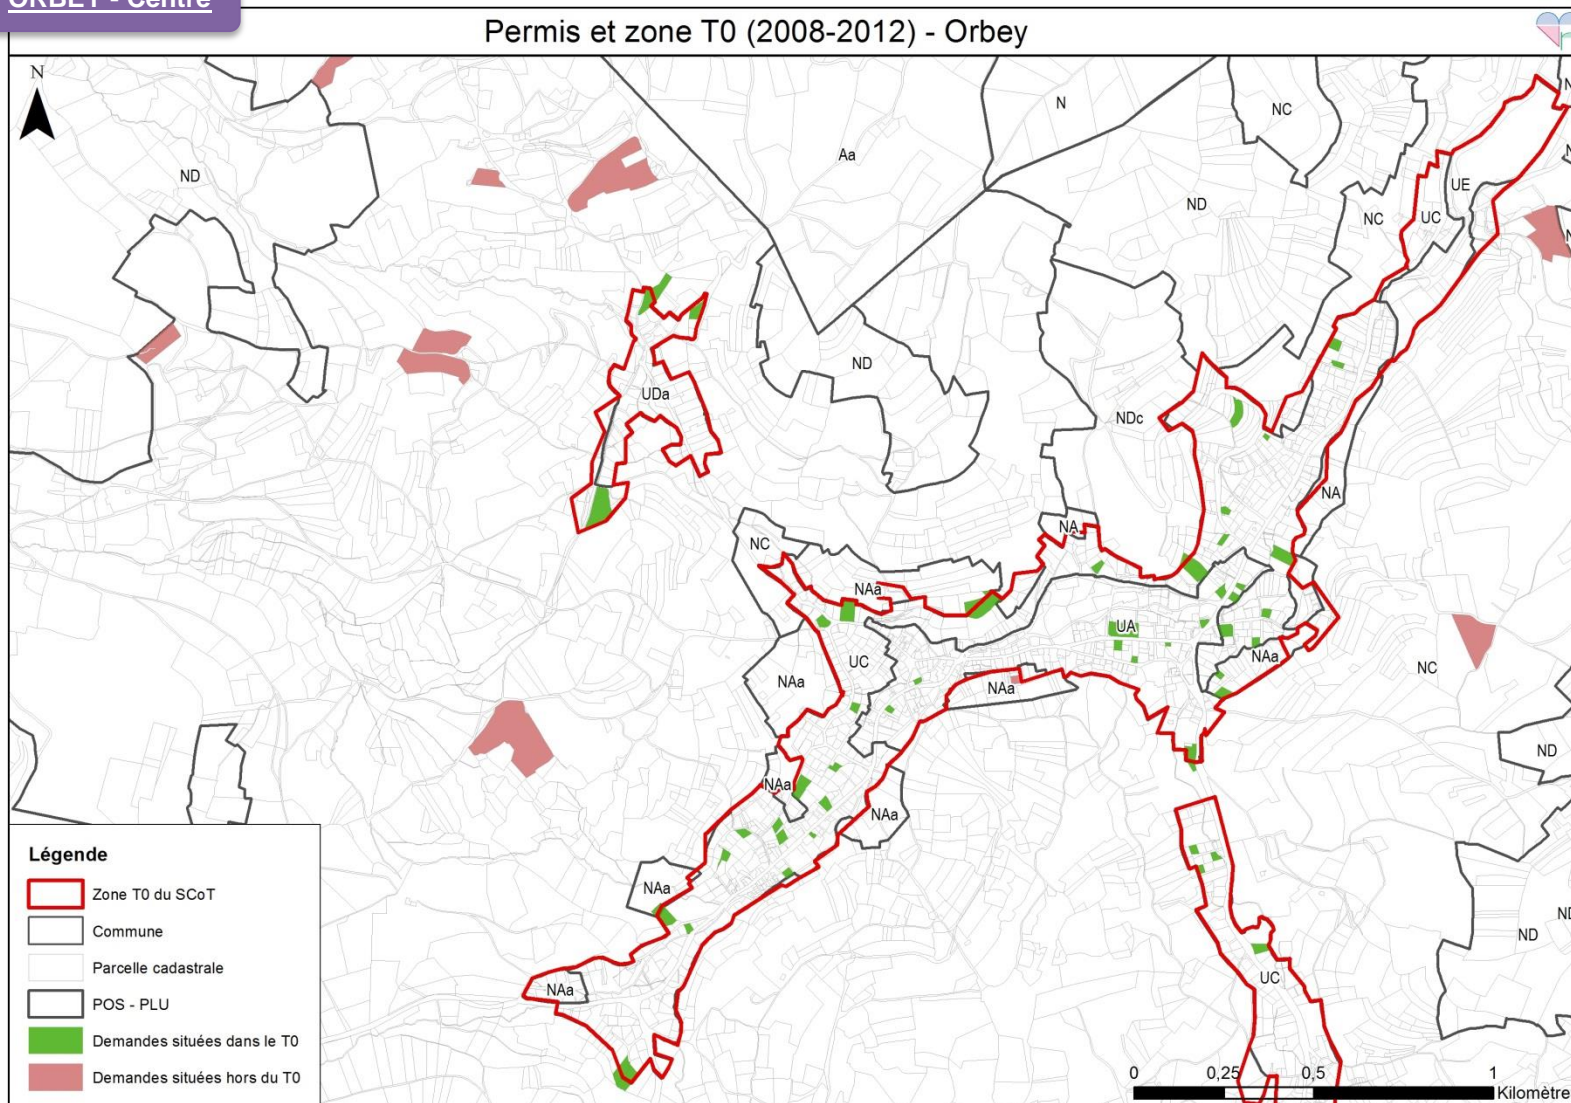 ORBEY - Centre
Permis et zone T0 (2008-2012) - Orbey
N
N
NC
Aa
ND
UE
ND
NC
UC
UDa
ND
NDc
NA
NA
NC
NAa
UA
UC
NAa
NAa
NAa
NC
ND
NAa
NAa
NAa
ND
ND
UC
NAa
Légende
Zone T0 du SCoT
Commune
Parcelle cadastrale
POS - PLU
Demandes situées dans le T0
Demandes situées hors du T0
0 0,25 0,5 1
Kilomètre